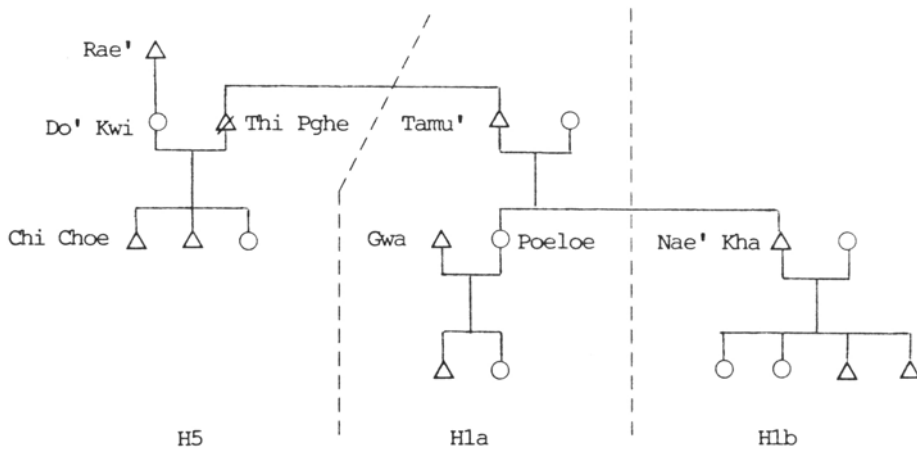 Rae'
Do' Kwi Thi Pghe Tamu'
Chi Choe Gwa Poeloe Nae' Kha
H5 H1a H1b